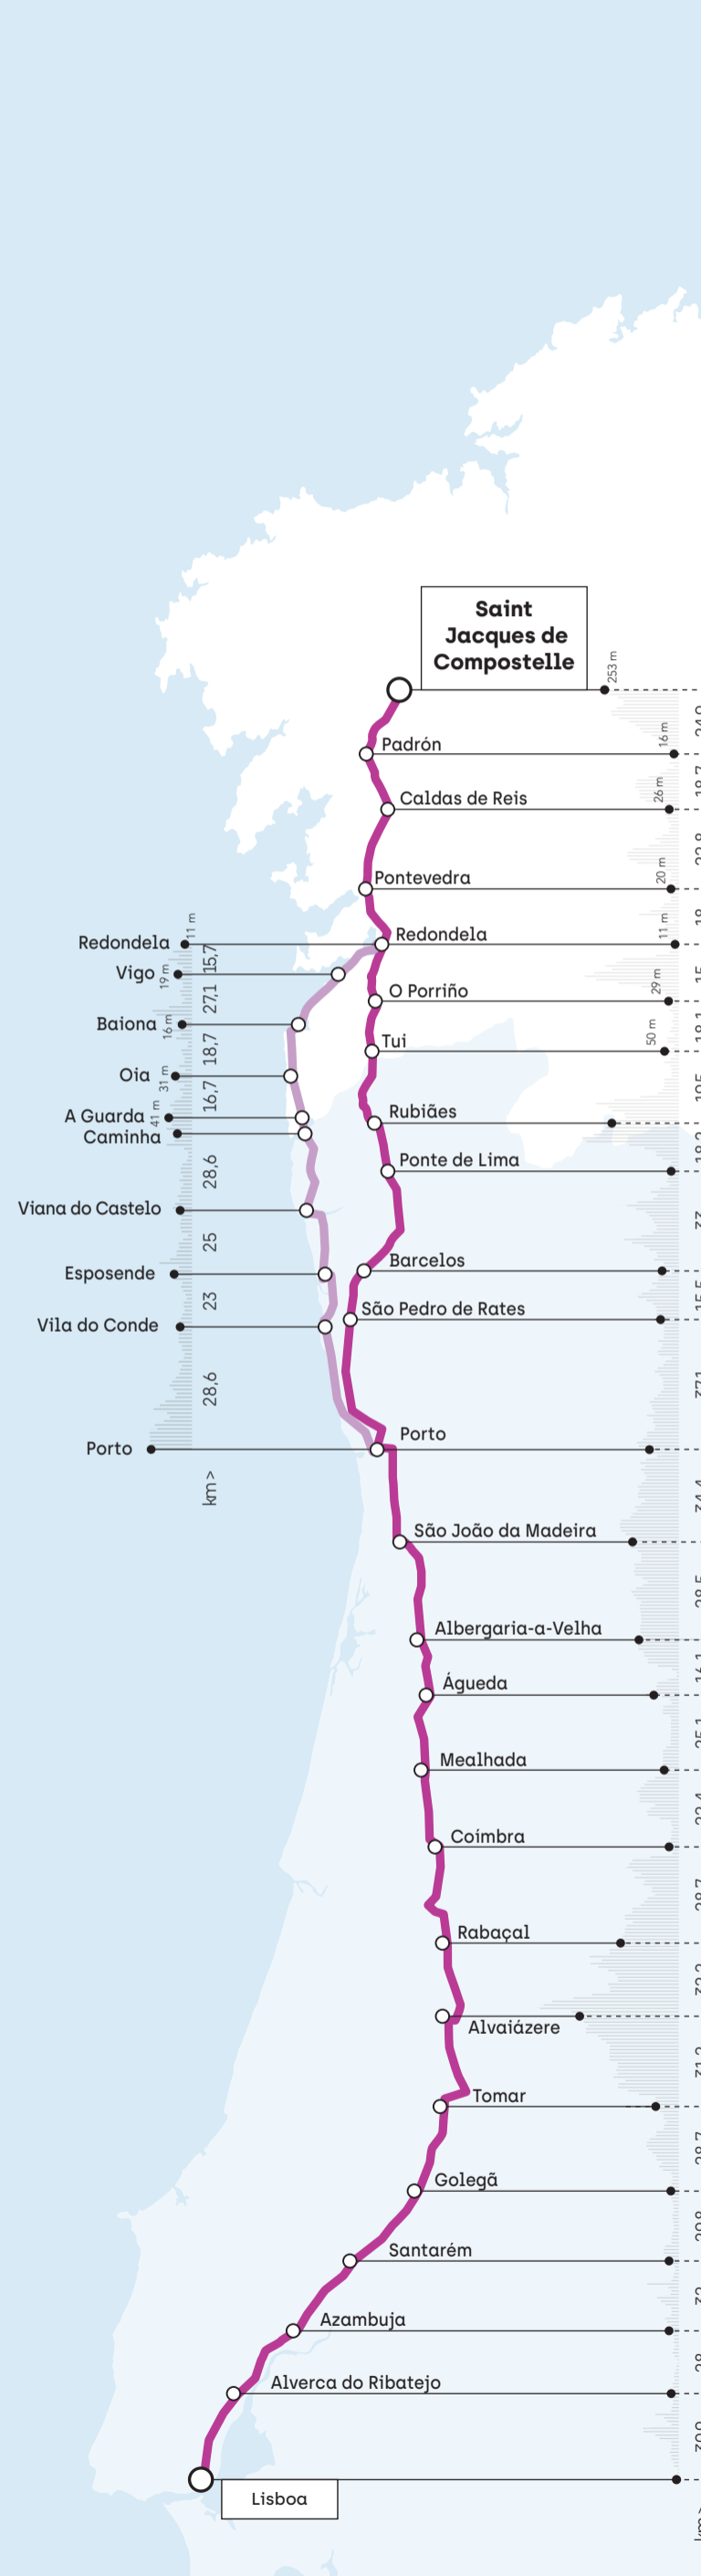 Saint
Jacques de
Compostelle
253 m
Padrón
16 m
Caldas de Reis
26 m
Pontevedra
20 m
Redondela
11 m
15,7
Redondela
11 m
Vigo
19 m
27,1
O Porriño
29 m
Baiona
16 m
18,7
Tui
50 m
Oia
31 m
16,7
A Guarda
41 m
Rubiães
Caminha
28,6
Ponte de Lima
Viana do Castelo
25
Barcelos
Esposende
23
São Pedro de Rates
Vila do Conde
28,6
Porto
Porto
km >
São João da Madeira
Albergaria-a-Velha
Águeda
Mealhada
Coímbra
Rabaçal
Alvaiázere
Tomar
Golegã
Santarém
Azambuja
Alverca do Ribatejo
Lisboa